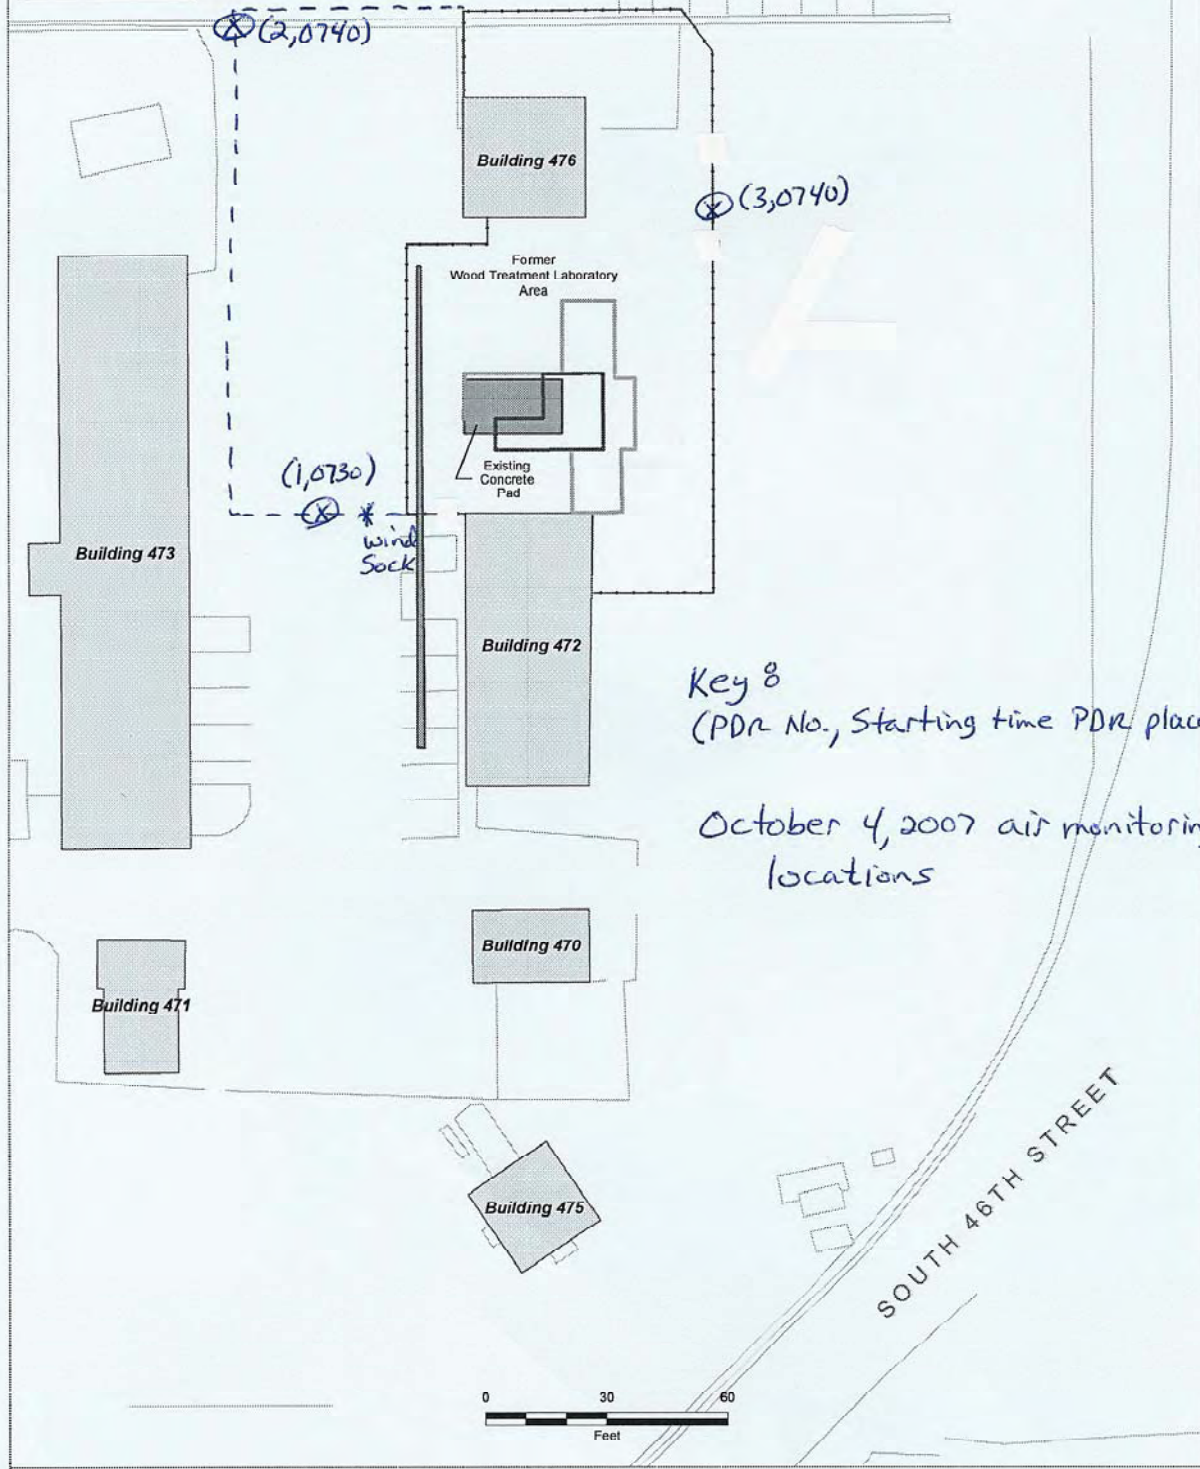 (2,0740)
Building 476
(3,0740)
Former
Wood Treatment Laboratory
Area
(1,0730)
Existing
Concrete
Pad
wind
Sock
Building 473
Building 472
Key:
(PDR No., Starting time PDR plac
October 4, 2007 air monitorin
locations
Building 470
Building 471
Building 475
SOUTH 46TH STREET
0 30 60
Feet